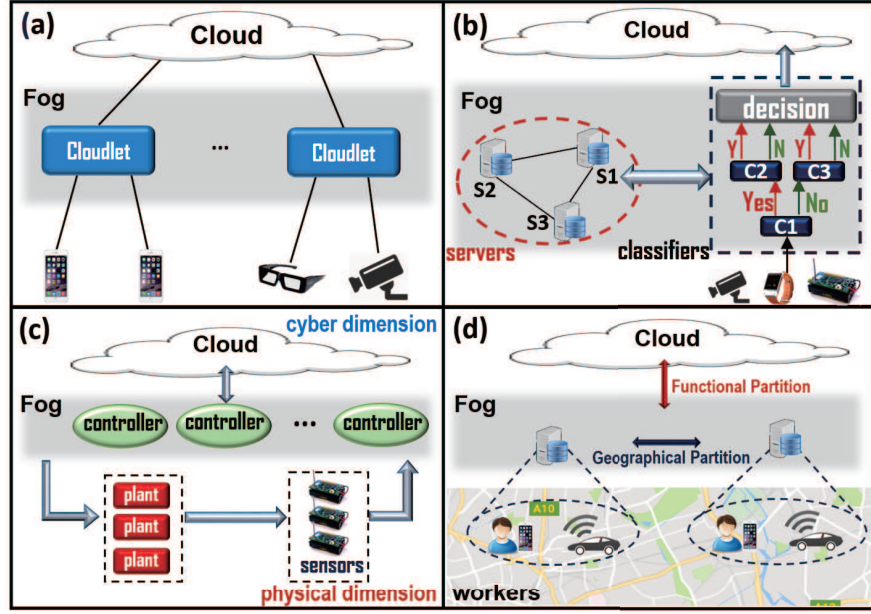 (a)
Cloud
Fog
Cloudlet
...
Cloudlet
(b)
Cloud
Fog
decision
Y
N
Y
N
C2
C3
Yes
No
C1
S1
S2
S3
servers
classifiers
(c)
cyber dimension
Cloud
Fog
controller
controller
...
controller
plant
plant
plant
sensors
physical dimension
(d)
Cloud
Functional Partition
Fog
Geographical Partition
A10
workers